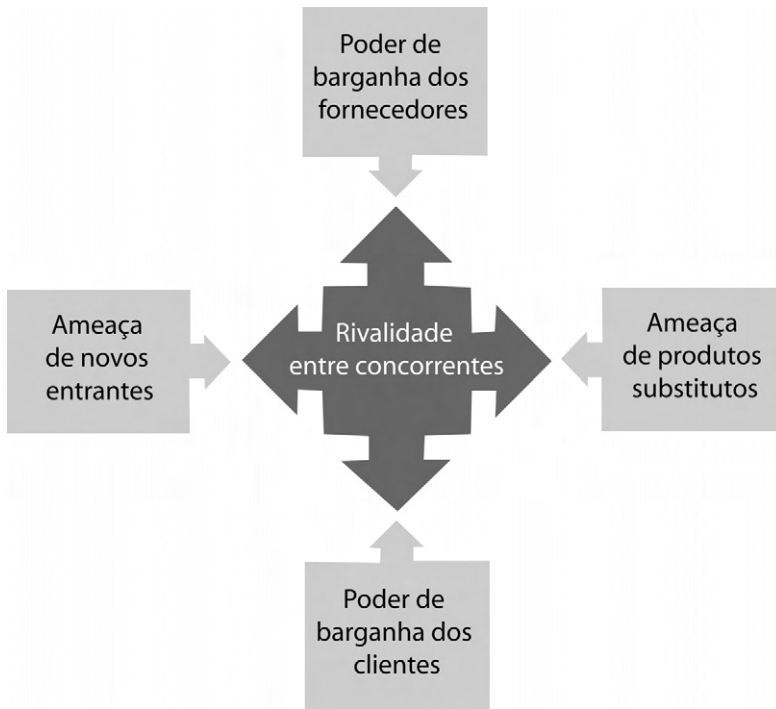 Poder de
barganha dos
fornecedores
Ameaça
de novos
entrantes
Rivalidade
entre concorrentes
Ameaça
de produtos
substitutos
Poder de
barganha dos
clientes